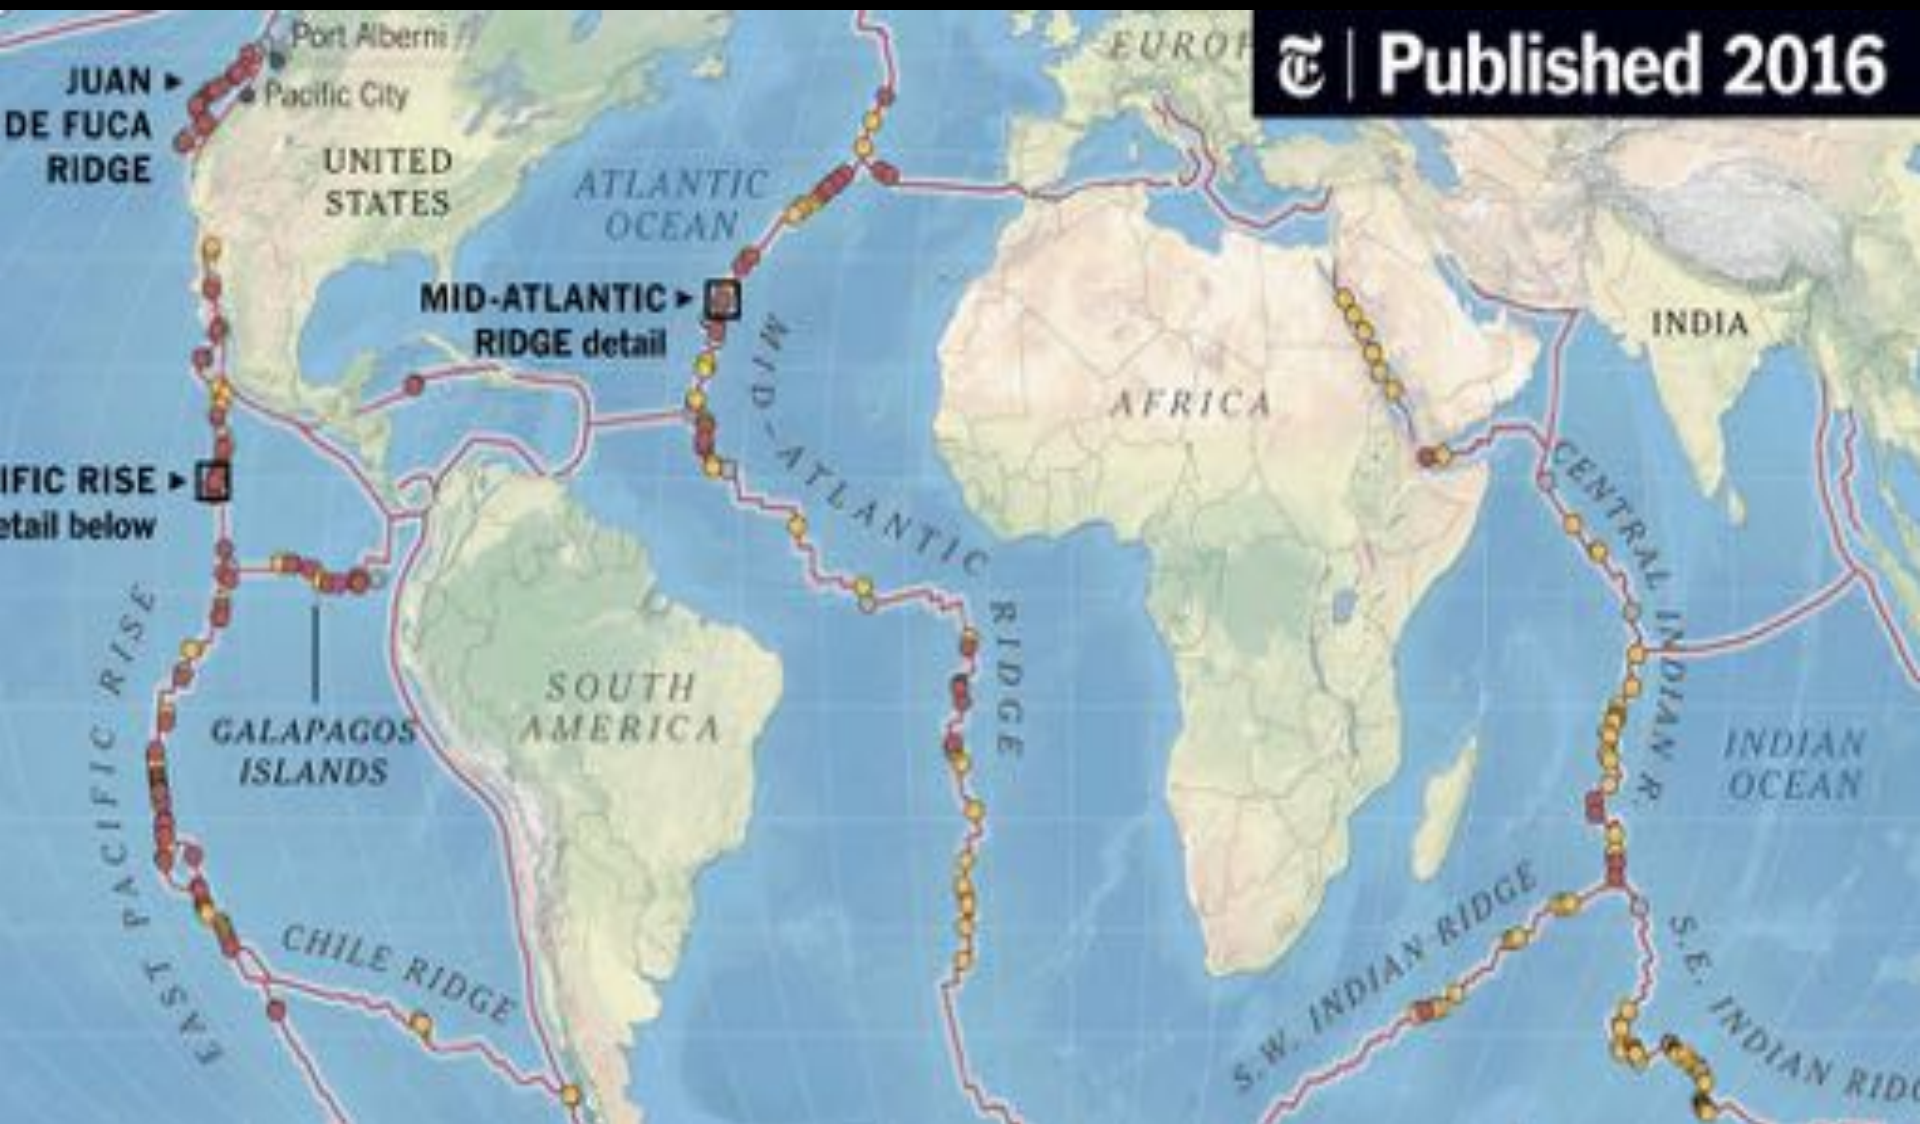 Port Alberni
JUAN
DE FUCA
RIDGE
Pacific City
UNITED
STATES
ATLANTIC
OCEAN
EUROP
T | Published 2016
MID-ATLANTIC
RIDGE detail
AFRICA
INDIA
IFIC RISE
etail below
MID-ATLANTIC RIDGE
CENTRAL INDIAN R.
EAST PACIFIC RISE
GALAPAGOS
ISLANDS
SOUTH
AMERICA
INDIAN
OCEAN
CHILE RIDGE
S.W. INDIAN RIDGE
S.E. INDIAN RIDG